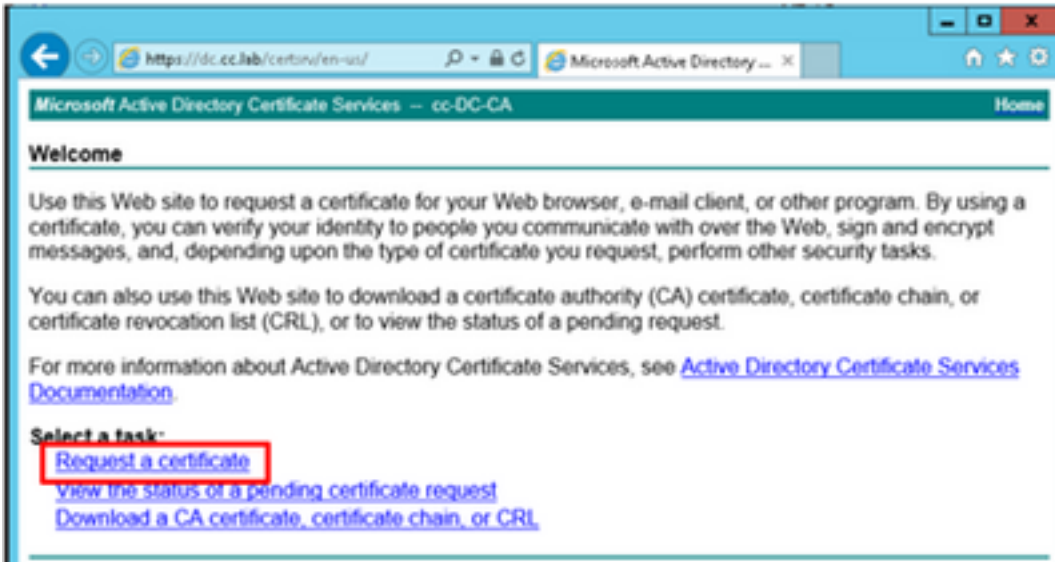 https://dc.cc.lab/certsrv/en-us/
Microsoft Active Directory ...
Microsoft Active Directory Certificate Services -- cc-DC-CA Home
Welcome
Use this Web site to request a certificate for your Web browser, e-mail client, or other program. By using a
certificate, you can verify your identity to people you communicate with over the Web, sign and encrypt
messages, and, depending upon the type of certificate you request, perform other security tasks.
You can also use this Web site to download a certificate authority (CA) certificate, certificate chain, or
certificate revocation list (CRL), or to view the status of a pending request.
For more information about Active Directory Certificate Services, see Active Directory Certificate Services
Documentation.
Select a task:
Request a certificate
View the status of a pending certificate request
Download a CA certificate, certificate chain, or CRL